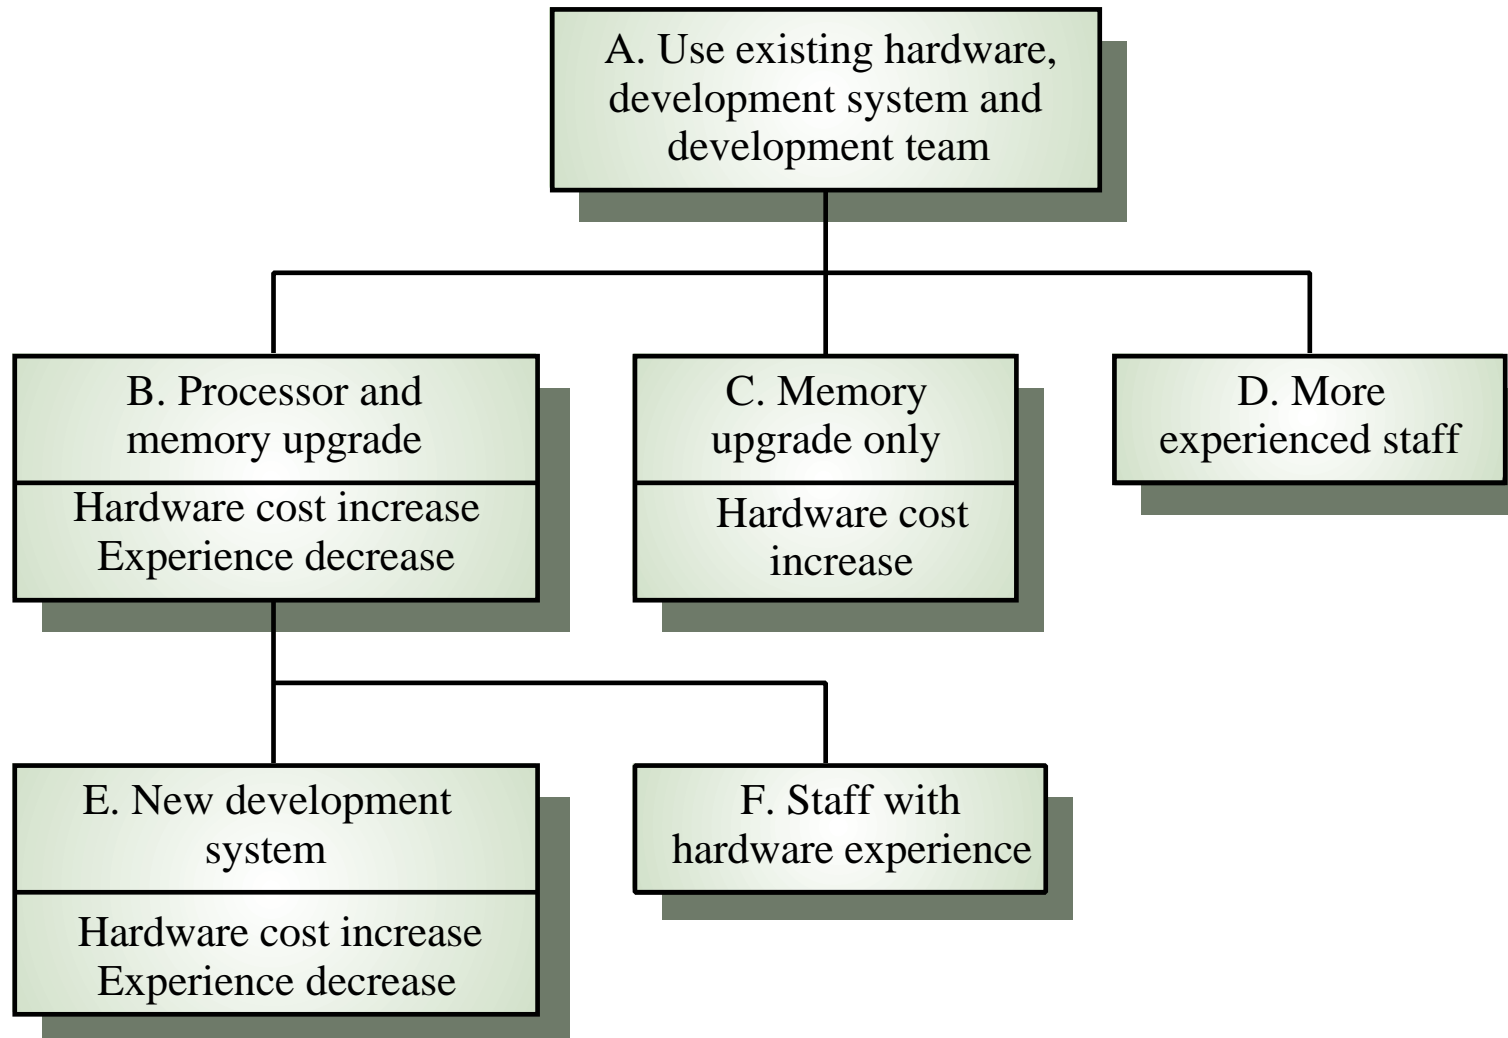 A. Use existing hardware,
development system and
development team
B. Processor and
memory upgrade
Hardware cost increase
Experience decrease
C. Memory
upgrade only
Hardware cost
increase
D. More
experienced staff
E. New development
system
Hardware cost increase
Experience decrease
F. Staff with
hardware experience